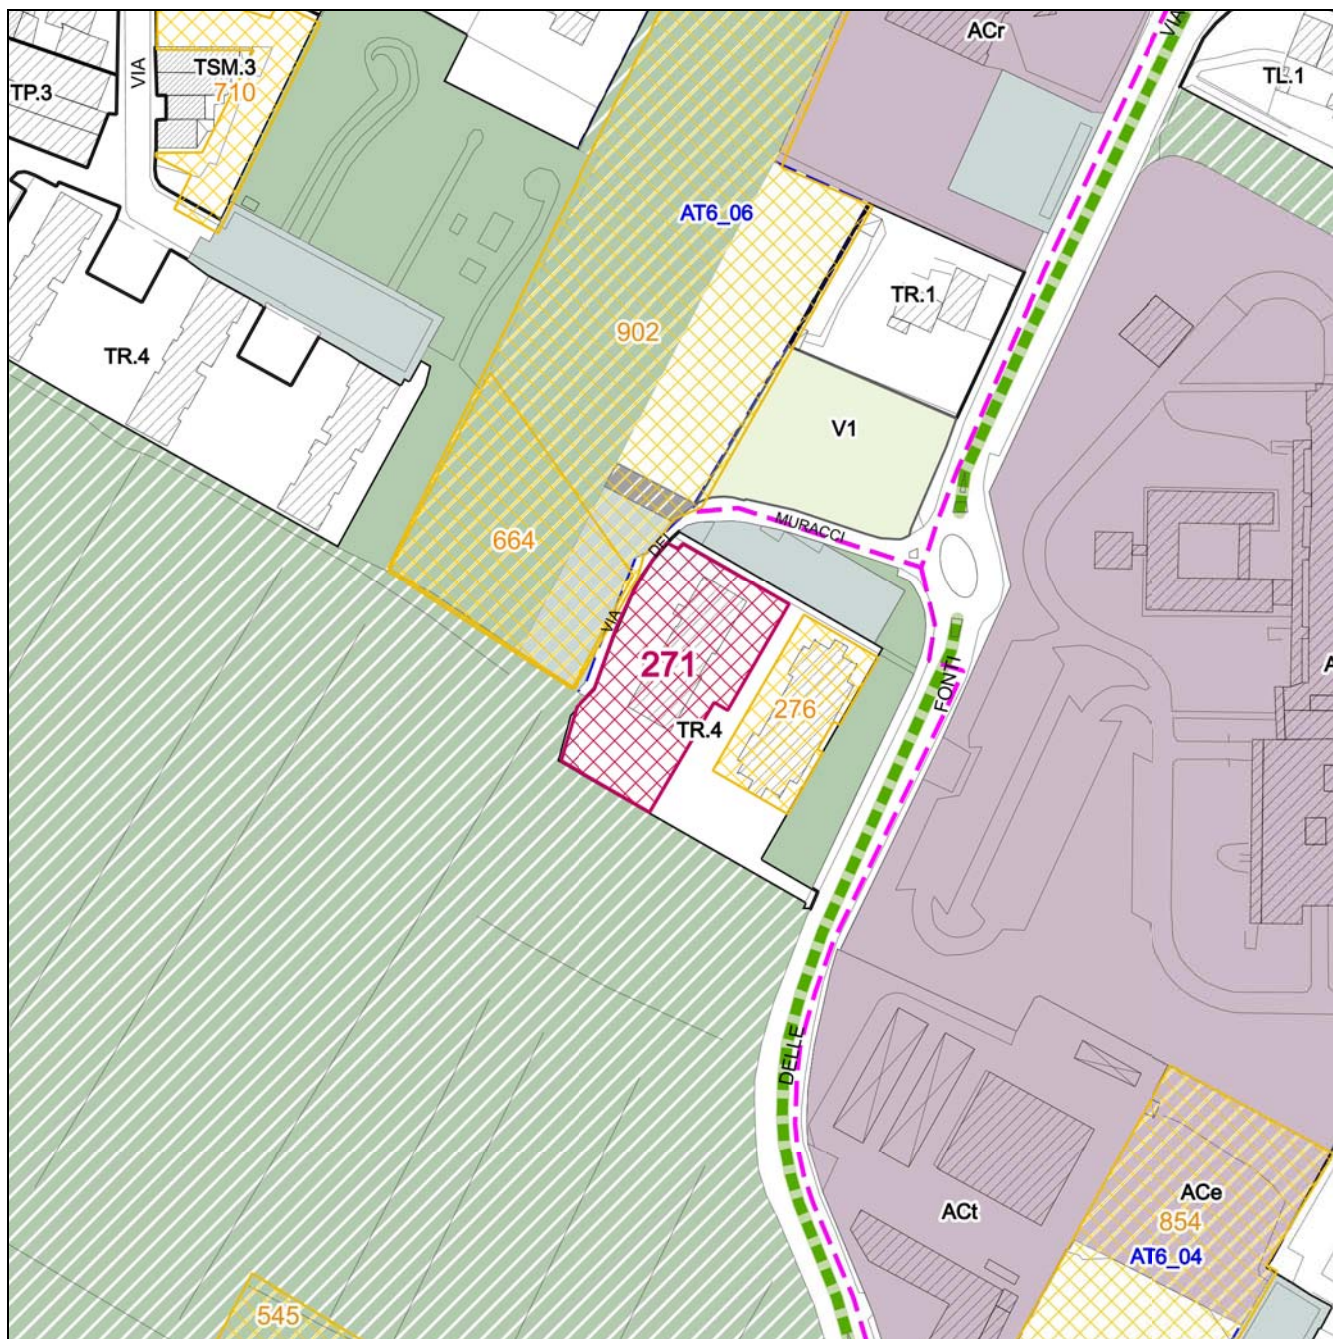 ACr
VIA
VIA
TSM.3
TL.1
TP.3
710
AT6_06
TR.1
902
TR.4
V1
MURACCI
664
DEI
VIA
271
FONTI
276
TR.4
DELLE
ACe
ACt
854
AT6_04
545